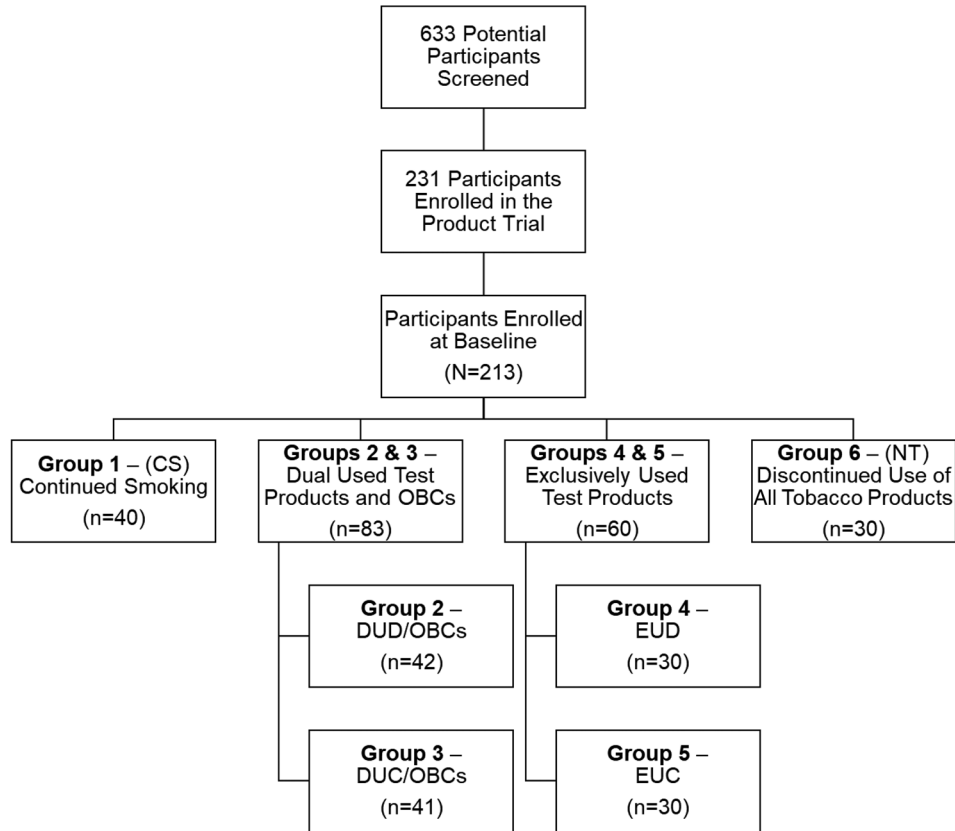 633 Potential
Participants
Screened
231 Participants
Enrolled in the
Product Trial
Participants Enrolled
at Baseline
(N=213)
Group 1 – (CS)
Continued Smoking
(n=40)
Groups 2 & 3 –
Dual Used Test
Products and OBCs
(n=83)
Groups 4 & 5 –
Exclusively Used
Test Products
(n=60)
Group 6 – (NT)
Discontinued Use of
All Tobacco Products
(n=30)
Group 2 –
DUD/OBCs
(n=42)
Group 4 –
EUD
(n=30)
Group 3 –
DUC/OBCs
(n=41)
Group 5 –
EUC
(n=30)